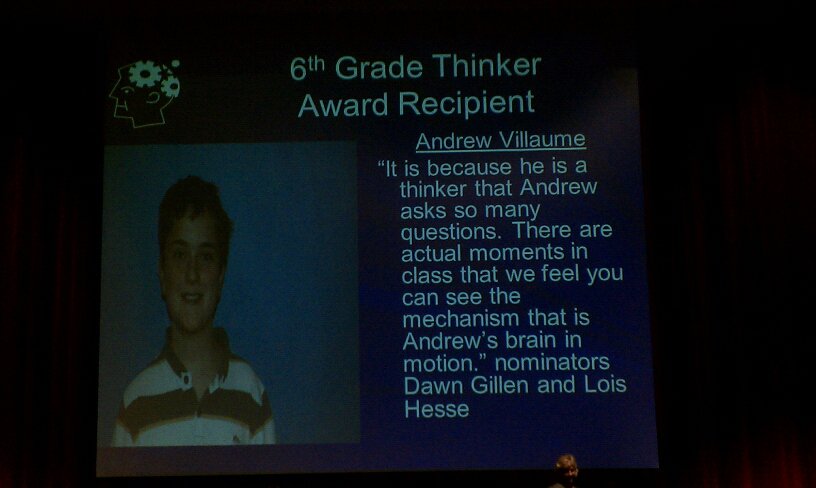 6th Grade Thinker
Award Recipient
Andrew Villaume
“It is because he is a
thinker that Andrew
asks so many
questions. There are
actual moments in
class that we feel you
can see the
mechanism that is
Andrew’s brain in
motion.” nominators
Dawn Gillen and Lois
Hesse